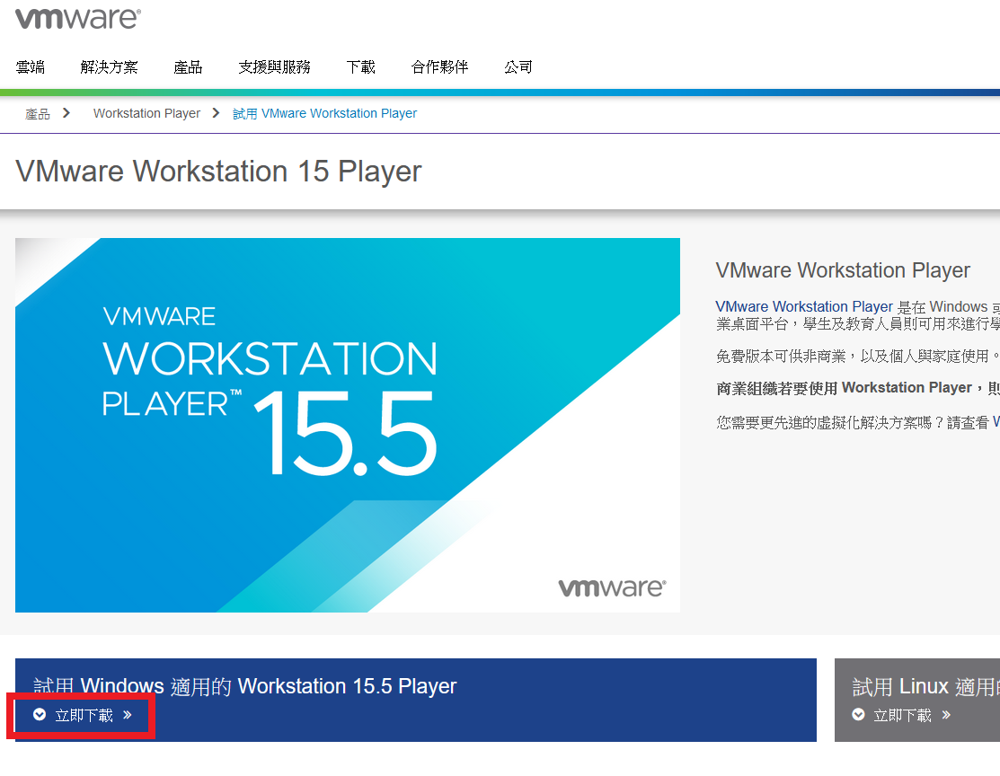 vmware®
雲端 解決方案 產品 支援與服務 下載 合作夥伴 公司
產品 > Workstation Player > 試用 VMware Workstation Player
VMware Workstation 15 Player
VMWARE
WORKSTATION
PLAYER™ 15.5
vmware®
VMware Workstation Player
VMware Workstation Player 是在 Windows 或
業桌面平台，學生及教育人員則可用來進行學
免費版本可供非商業，以及個人與家庭使用。
商業組織若要使用 Workstation Player，則
您需要更先進的虛擬化解決方案嗎？請查看 W
試用 Windows 適用的 Workstation 15.5 Player
立即下載 »
試用 Linux 適用的
立即下載 »